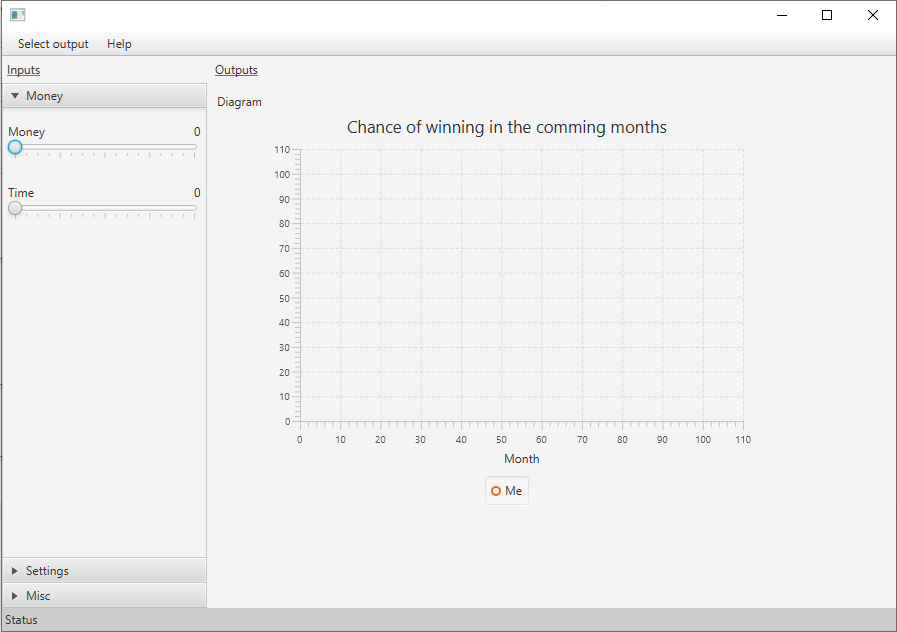 Select output Help
Inputs
Money
Money 0
Time 0
Settings
Misc
Outputs
Diagram
Chance of winning in the comming months
110
100
90
80
70
60
50
40
30
20
10
0
0 10 20 30 40 50 60 70 80 90 100 110
Month
Me
Status